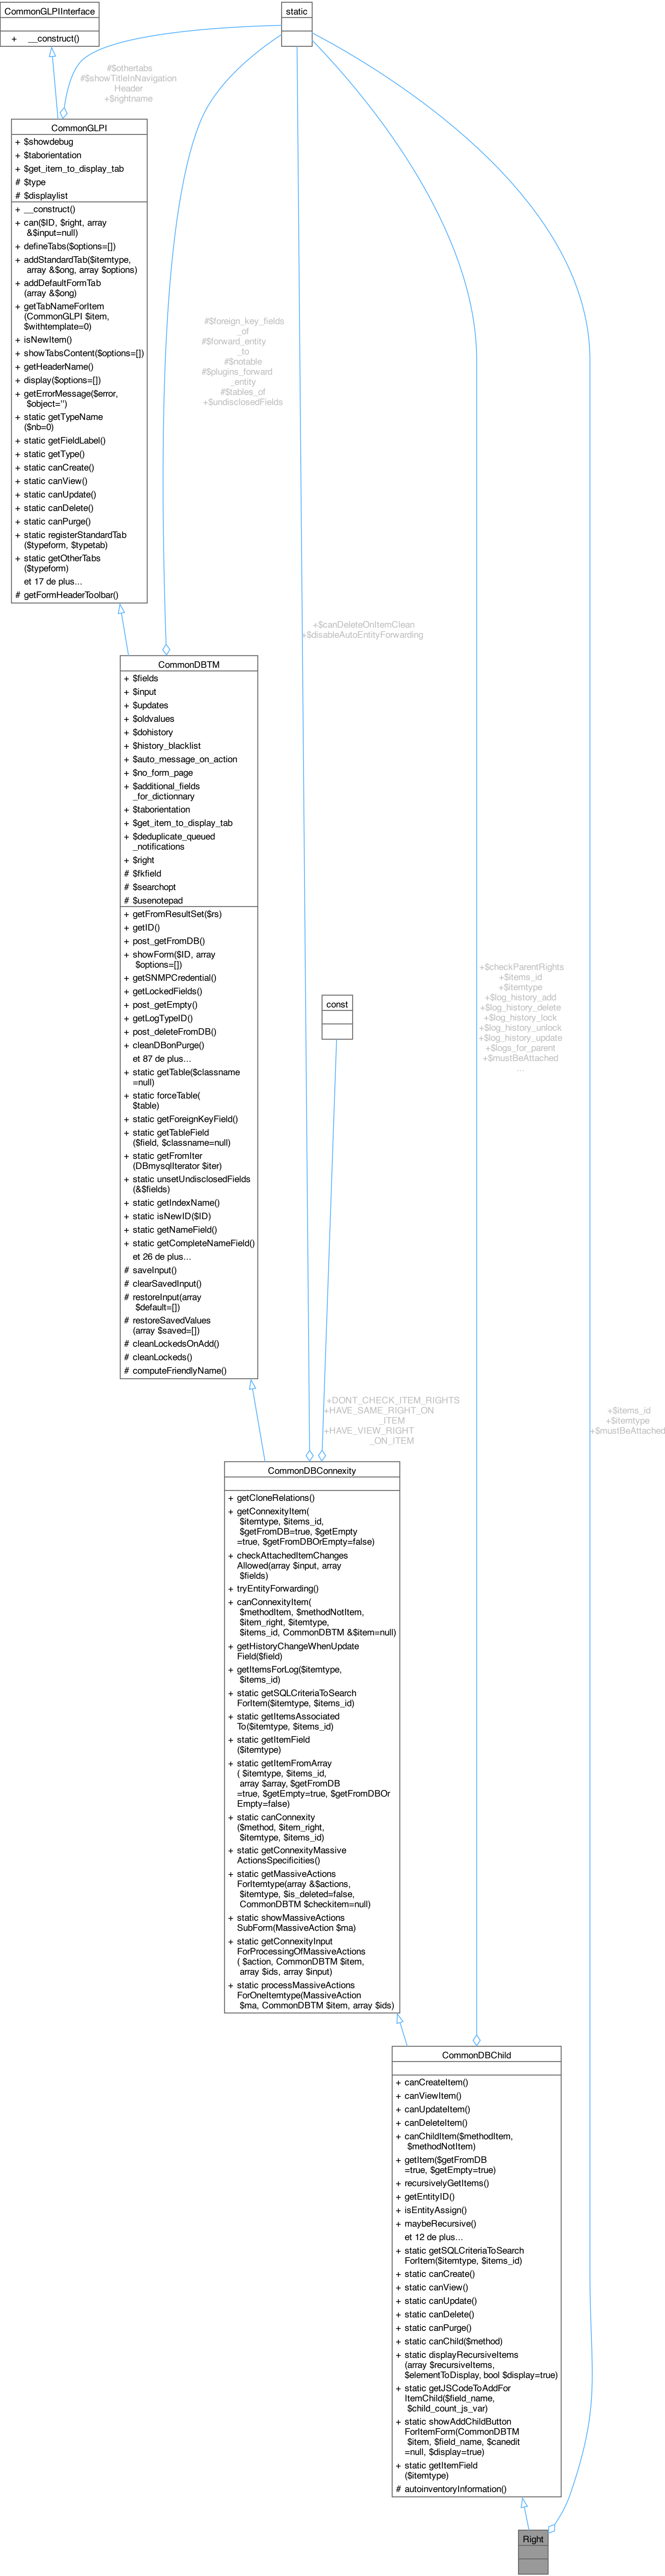 CommonGLPIInterface
+ __construct()
static
#$othertabs
#$showTitleInNavigation
Header
+$rightname
CommonGLPI
+ $showdebug
+ $taborientation
+ $get_item_to_display_tab
# $type
# $displaylist
+ __construct()
+ can($ID, $right, array
&$input=null)
+ defineTabs($options=[])
+ addStandardTab($itemtype,
array &$ong, array $options)
+ addDefaultFormTab
(array &$ong)
+ getTabNameForItem
(CommonGLPI $item,
$withtemplate=0)
+ isNewItem()
+ showTabsContent($options=[])
+ getHeaderName()
+ display($options=[])
+ getErrorMessage($error,
$object='')
+ static getTypeName
($nb=0)
+ static getFieldLabel()
+ static getType()
+ static canCreate()
+ static canView()
+ static canUpdate()
+ static canDelete()
+ static canPurge()
+ static registerStandardTab
($typeform, $typetab)
+ static getOtherTabs
($typeform)
et 17 de plus...
# getFormHeaderToolbar()
#$foreign_key_fields
_of
#$forward_entity
_to
#$notable
#$plugins_forward
_entity
#$tables_of
+$undisclosedFields
+$canDeleteOnItemClean
+$disableAutoEntityForwarding
CommonDBTM
+ $fields
+ $input
+ $updates
+ $oldvalues
+ $dohistory
+ $history_blacklist
+ $auto_message_on_action
+ $no_form_page
+ $additional_fields
_for_dictionnary
+ $taborientation
+ $get_item_to_display_tab
+ $deduplicate_queued
_notifications
+ $right
# $fkfield
# $searchopt
# $usenotepad
+ getFromResultSet($rs)
+ getID()
+ post_getFromDB()
+ showForm($ID, array
$options=[])
+ getSNMPCredential()
+ getLockedFields()
+ post_getEmpty()
+ getLogTypeID()
+ post_deleteFromDB()
+ cleanDBonPurge()
et 87 de plus...
+ static getTable($classname
=null)
+ static forceTable(
$table)
+ static getForeignKeyField()
+ static getTableField
($field, $classname=null)
+ static getFromIter
(DBmysqlIterator $iter)
+ static unsetUndisclosedFields
(&$fields)
+ static getIndexName()
+ static isNewID($ID)
+ static getNameField()
+ static getCompleteNameField()
et 26 de plus...
# saveInput()
# clearSavedInput()
# restoreInput(array
$default=[])
# restoreSavedValues
(array $saved=[])
# cleanLockedsOnAdd()
# cleanLockeds()
# computeFriendlyName()
const
+$checkParentRights
+$items_id
+$itemtype
+$log_history_add
+$log_history_delete
+$log_history_lock
+$log_history_unlock
+$log_history_update
+$logs_for_parent
+$mustBeAttached
...
+DONT_CHECK_ITEM_RIGHTS
+HAVE_SAME_RIGHT_ON
_ITEM
+HAVE_VIEW_RIGHT
_ON_ITEM
+$items_id
+$itemtype
+$mustBeAttached
CommonDBConnexity
+ getCloneRelations()
+ getConnexityItem(
$itemtype, $items_id,
$getFromDB=true, $getEmpty
=true, $getFromDBOrEmpty=false)
+ checkAttachedItemChanges
Allowed(array $input, array
$fields)
+ tryEntityForwarding()
+ canConnexityItem(
$methodItem, $methodNotItem,
$item_right, $itemtype,
$items_id, CommonDBTM &$item=null)
+ getHistoryChangeWhenUpdate
Field($field)
+ getItemsForLog($itemtype,
$items_id)
+ static getSQLCriteriaToSearch
ForItem($itemtype, $items_id)
+ static getItemsAssociated
To($itemtype, $items_id)
+ static getItemField
($itemtype)
+ static getItemFromArray
( $itemtype, $items_id,
array $array, $getFromDB
=true, $getEmpty=true, $getFromDBOr
Empty=false)
+ static canConnexity
($method, $item_right,
$itemtype, $items_id)
+ static getConnexityMassive
ActionsSpecificities()
+ static getMassiveActions
ForItemtype(array &$actions,
$itemtype, $is_deleted=false,
CommonDBTM $checkitem=null)
+ static showMassiveActions
SubForm(MassiveAction $ma)
+ static getConnexityInput
ForProcessingOfMassiveActions
( $action, CommonDBTM $item,
array $ids, array $input)
+ static processMassiveActions
ForOneItemtype(MassiveAction
$ma, CommonDBTM $item, array $ids)
CommonDBChild
+ canCreateItem()
+ canViewItem()
+ canUpdateItem()
+ canDeleteItem()
+ canChildItem($methodItem,
$methodNotItem)
+ getItem($getFromDB
=true, $getEmpty=true)
+ recursivelyGetItems()
+ getEntityID()
+ isEntityAssign()
+ maybeRecursive()
et 12 de plus...
+ static getSQLCriteriaToSearch
ForItem($itemtype, $items_id)
+ static canCreate()
+ static canView()
+ static canUpdate()
+ static canDelete()
+ static canPurge()
+ static canChild($method)
+ static displayRecursiveItems
(array $recursiveItems,
$elementToDisplay, bool $display=true)
+ static getJSCodeToAddFor
ItemChild($field_name,
$child_count_js_var)
+ static showAddChildButton
ForItemForm(CommonDBTM
$item, $field_name, $canedit
=null, $display=true)
+ static getItemField
($itemtype)
# autoinventoryInformation()
Right